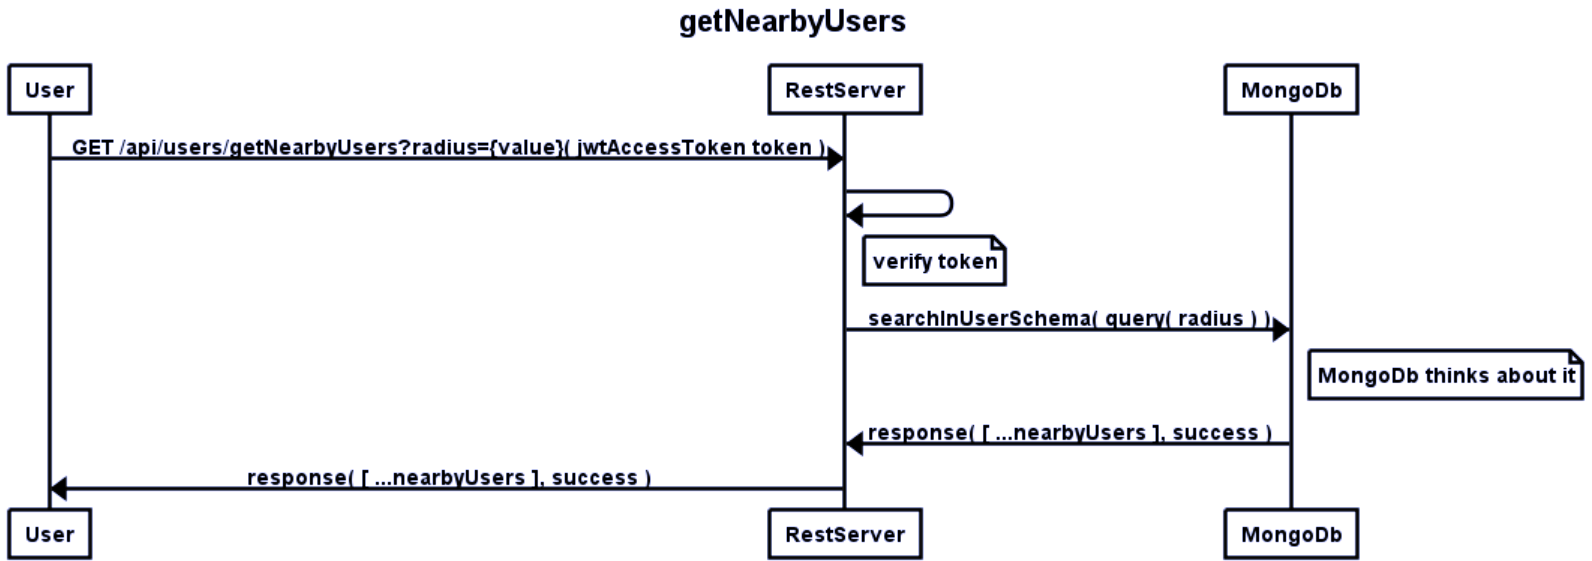 getNearbyUsers
User
RestServer
MongoDb
GET /api/users/getNearbyUsers?radius={value}( jwtAccessToken token )
verify token
searchInUserSchema( query( radius ) )
MongoDb thinks about it
response( [ ...nearbyUsers ], success )
response( [ ...nearbyUsers ], success )
User
RestServer
MongoDb